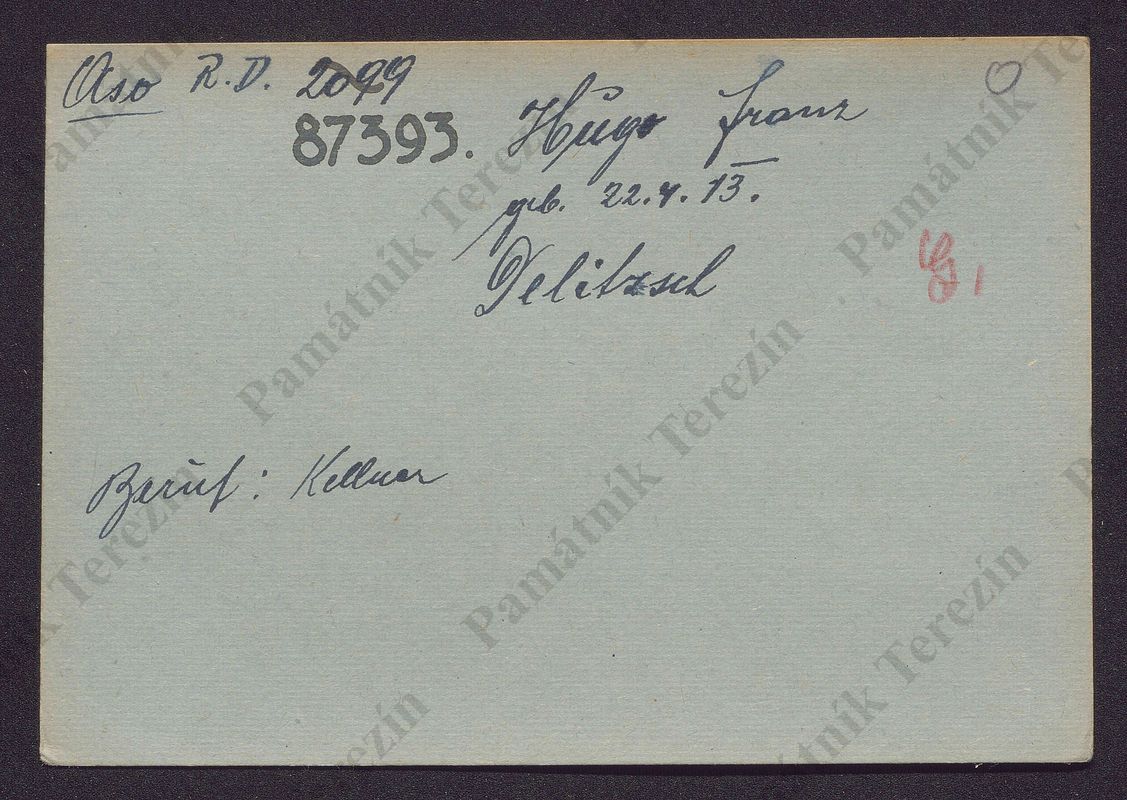 Aso R.D. 2099
87393. Hugo Franz
geb. 22.4.13.
Delitzsch
Beruf: Kellner
Památník Terezín